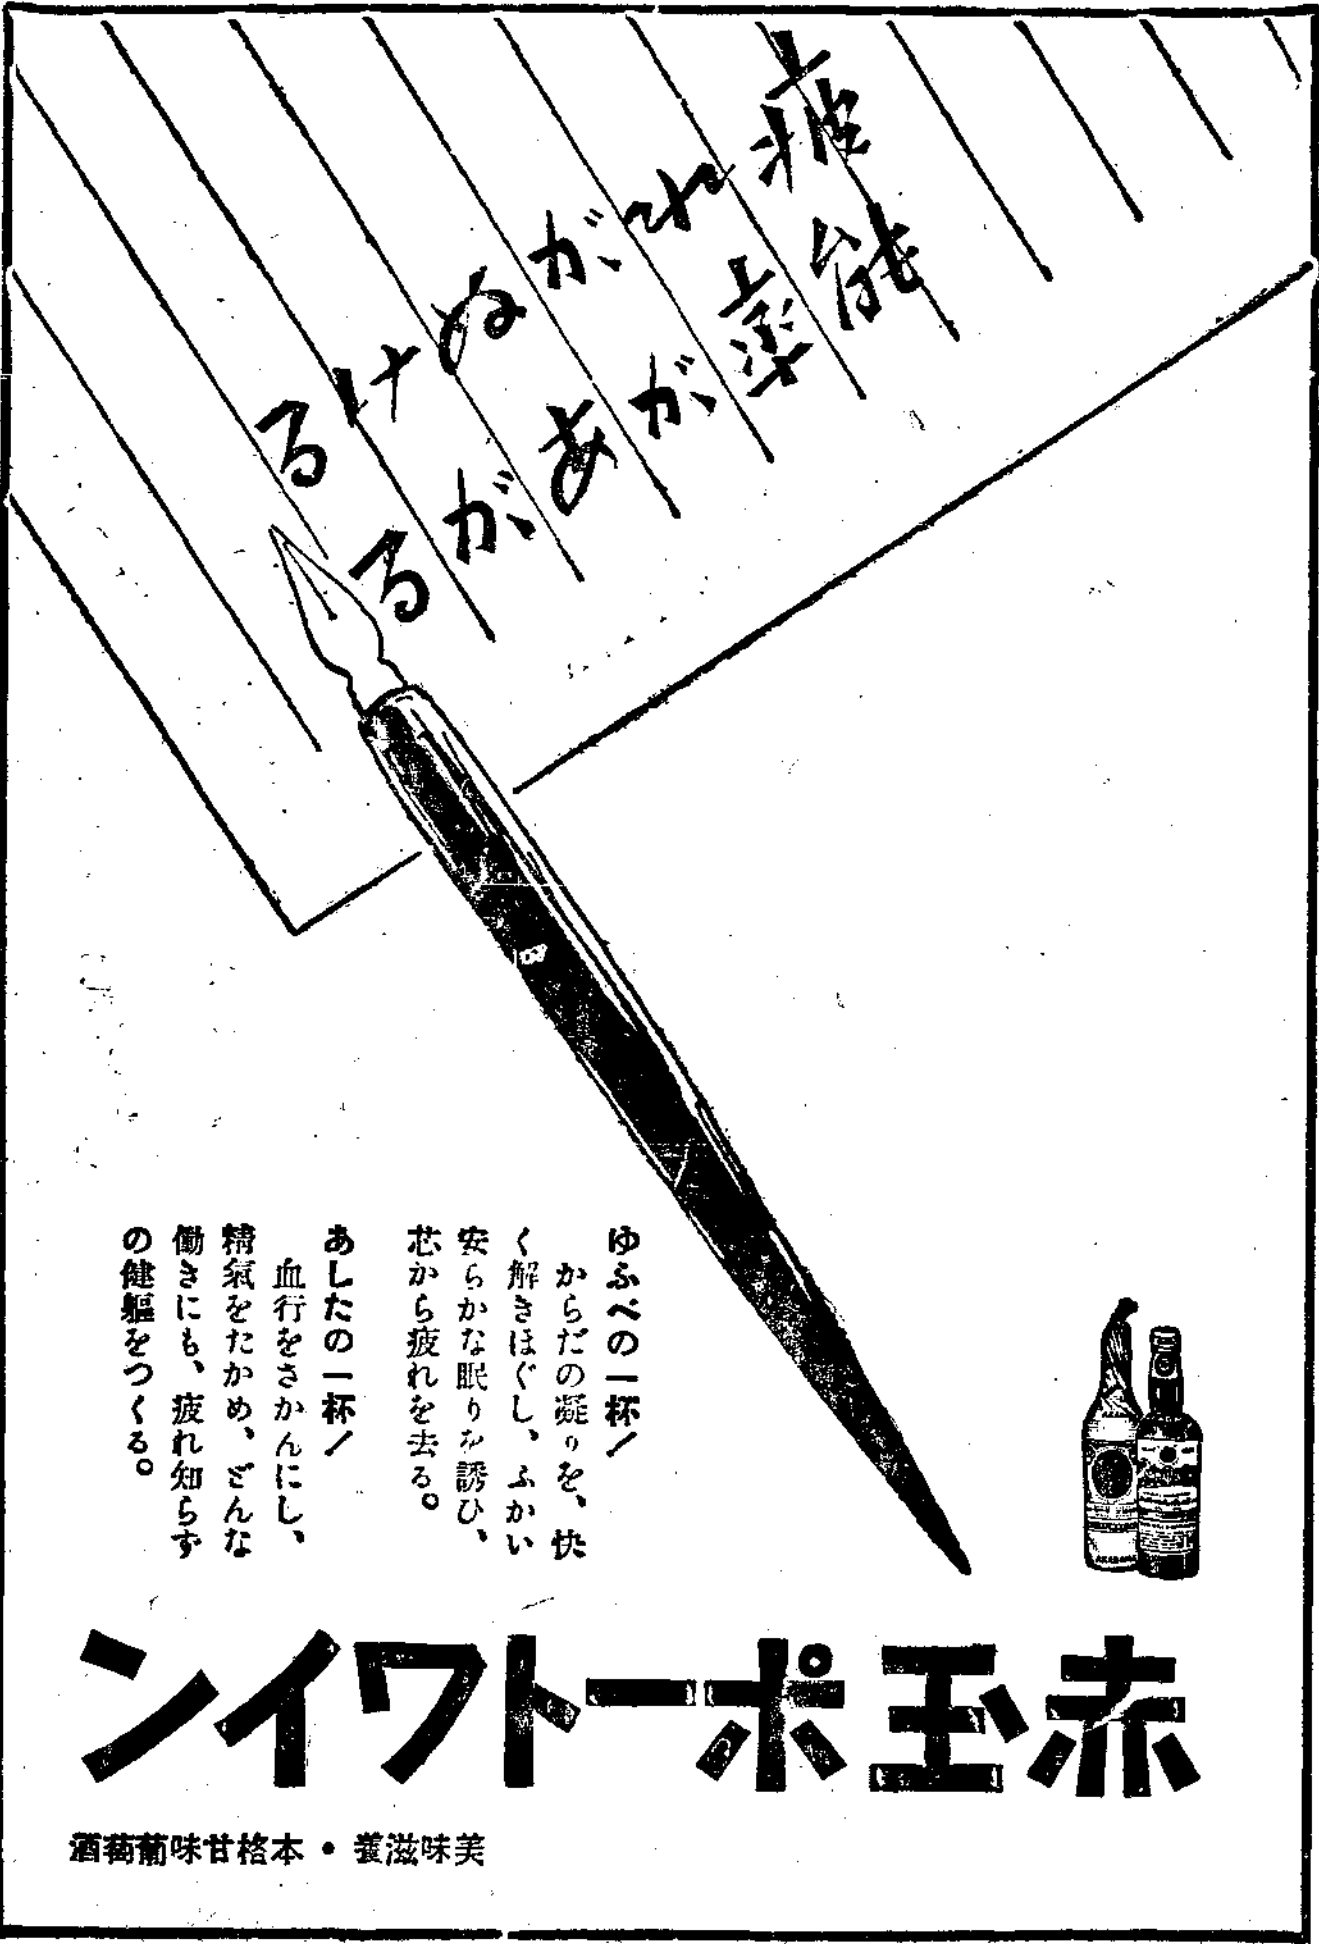 疲れがぬける
能率があがる
ゆふべの一杯！
からだの凝りを、快
く解きほぐし、ふかい
安らかな眠りを誘ひ、
芯から疲れを去る。
あしたの一杯！
血行をさかんにし、
精氣をたかめ、どんな
働きにも、疲れ知らず
の健軀をつくる。
AKADAMA
赤玉ポートワイン
美味滋養・本格甘味葡萄酒